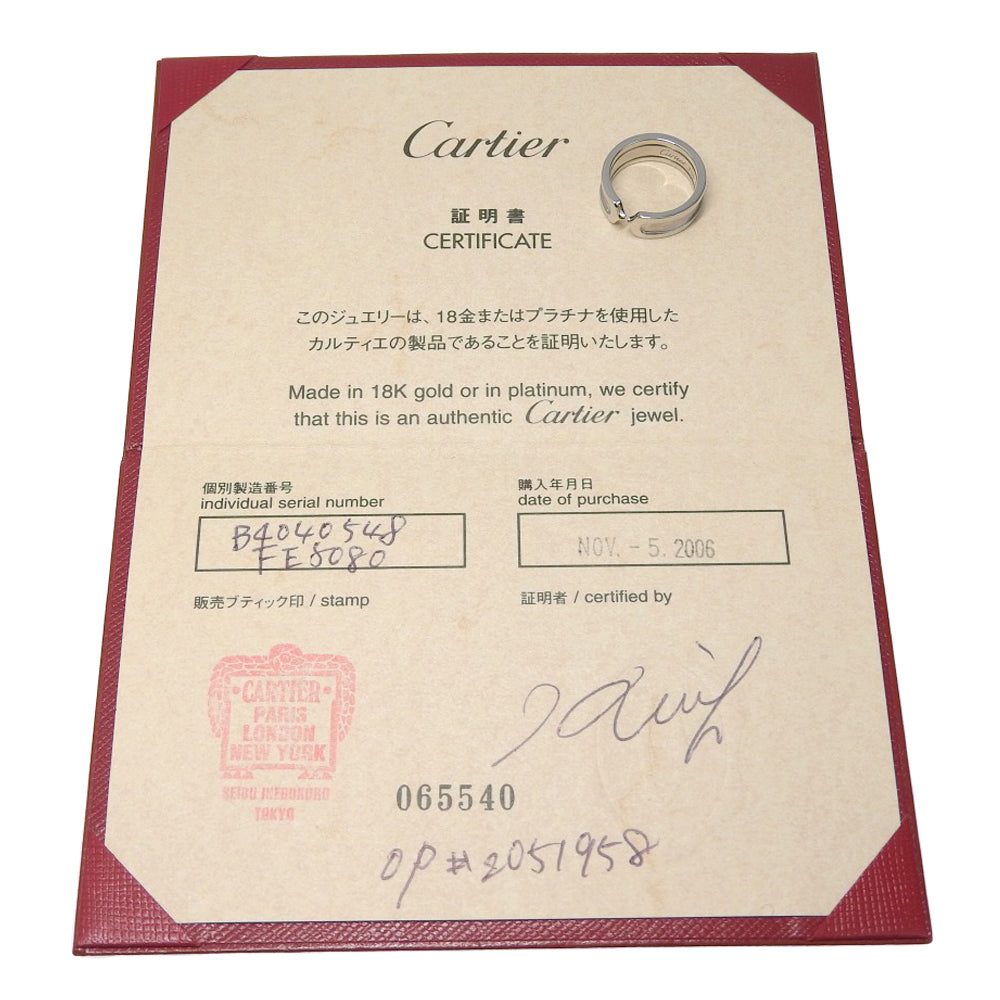 Cartier
Cartier
証明書
CERTIFICATE
このジュエリーは、18金またはプラチナを使用した
カルティエの製品であることを証明いたします。
Made in 18K gold or in platinum, we certify
that this is an authentic Cartier jewel.
個別製造番号
individual serial number
B4040548
FE5080
購入年月日
date of purchase
NOV. - 5. 2006
販売ブティック印 / stamp
証明者 / certified by
CARTIER
PARIS
LONDON
NEW YORK
SEIBU IKEBUKURO
TOKYO
065540
OP#2051958